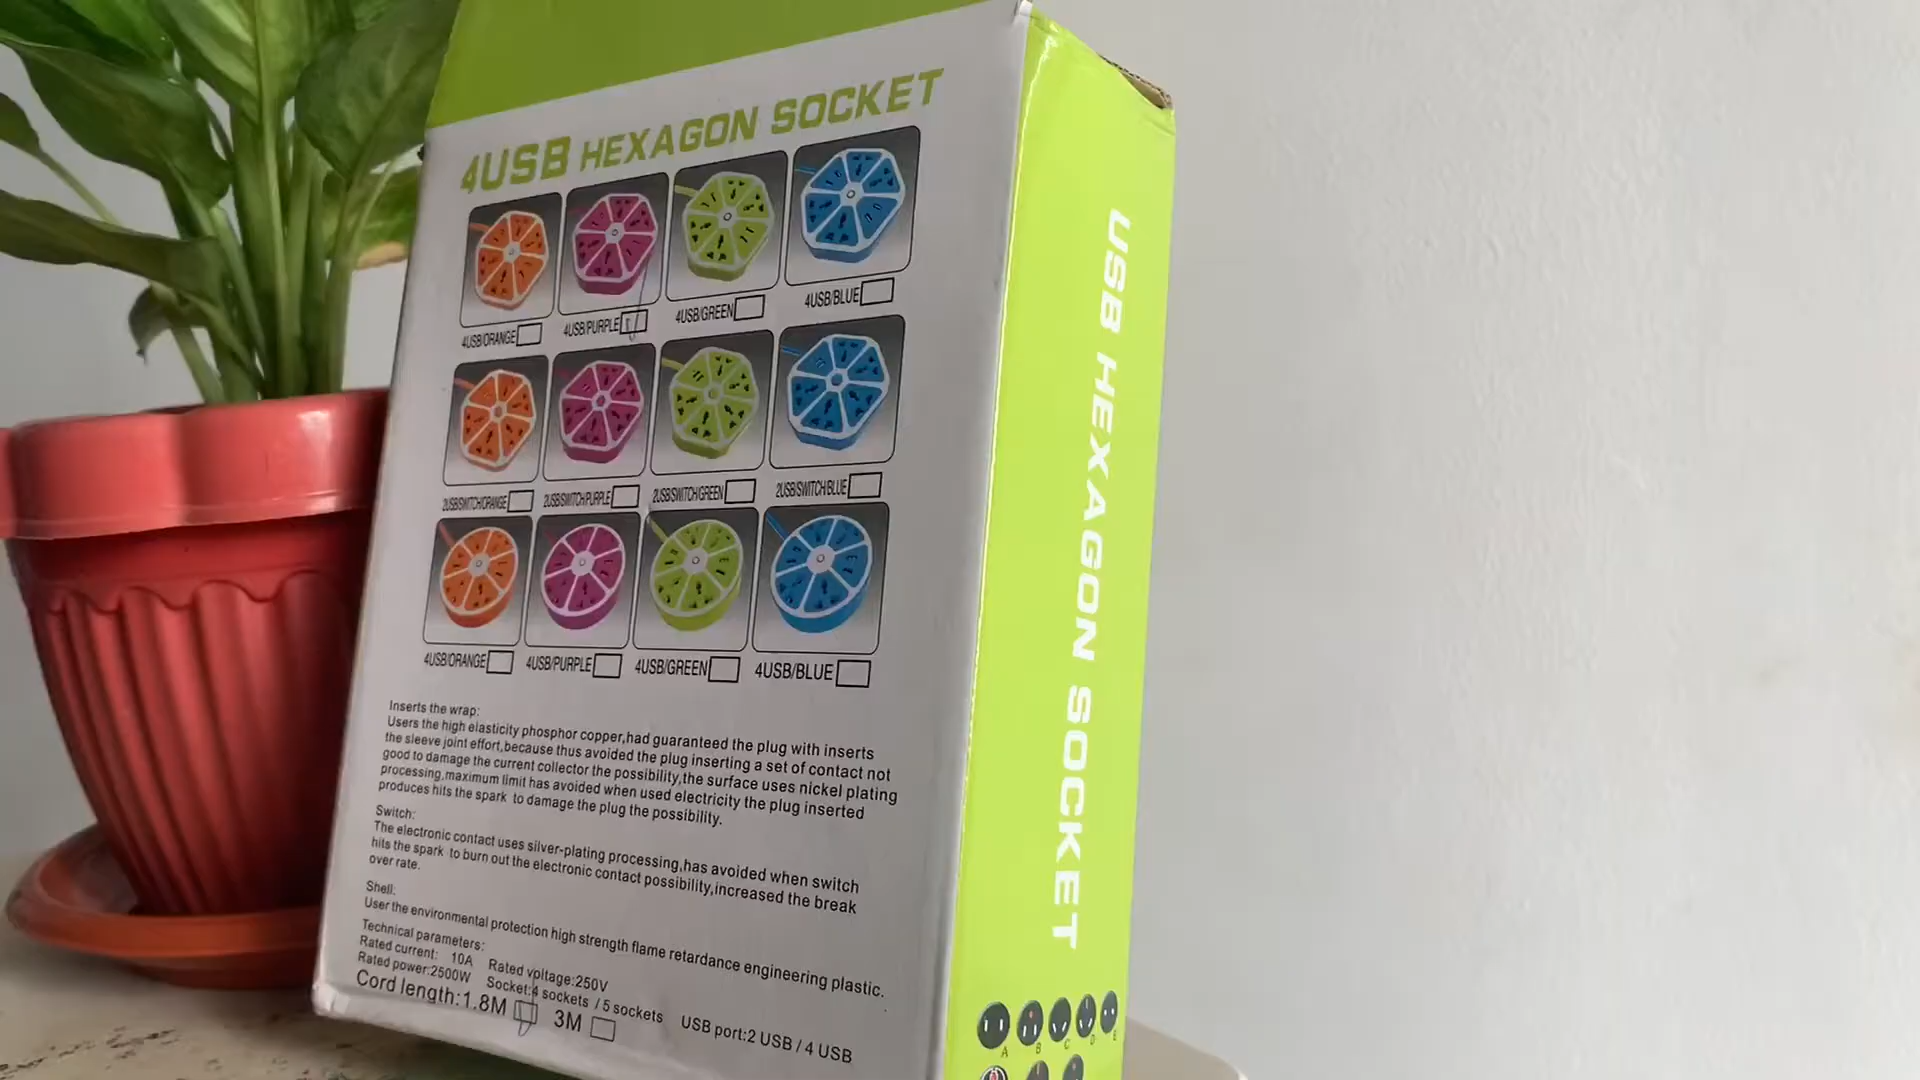 4USB HEXAGON SOCKET
4USB/ORANGE 4USB/PURPLE 4USB/GREEN 4USB/BLUE
2USB/SWITCH/ORANGE 2USB/SWITCH/PURPLE 2USB/SWITCH/GREEN 2USB/SWITCH/BLUE
4USB/ORANGE 4USB/PURPLE 4USB/GREEN 4USB/BLUE
Inserts the wrap:
Users the high elasticity phosphor copper,had guaranteed the plug with inserts
the sleeve joint effort,because thus avoided the plug inserting a set of contact not
good to damage the current collector the possibility,the surface uses nickel plating
processing,maximum limit has avoided when used electricity the plug inserted
produces hits the spark to damage the plug the possibility.
Switch:
The electronic contact uses silver-plating processing,has avoided when switch
hits the spark to burn out the electronic contact possibility,increased the break
over rate.
Shell:
User the environmental protection high strength flame retardance engineering plastic.
Technical parameters:
Rated current: 10A Rated voltage:250V
Rated power:2500W Socket:4 sockets / 5 sockets USB port:2 USB / 4 USB
Cord length:1.8M 3M
USB HEXAGON SOCKET
A B C D E